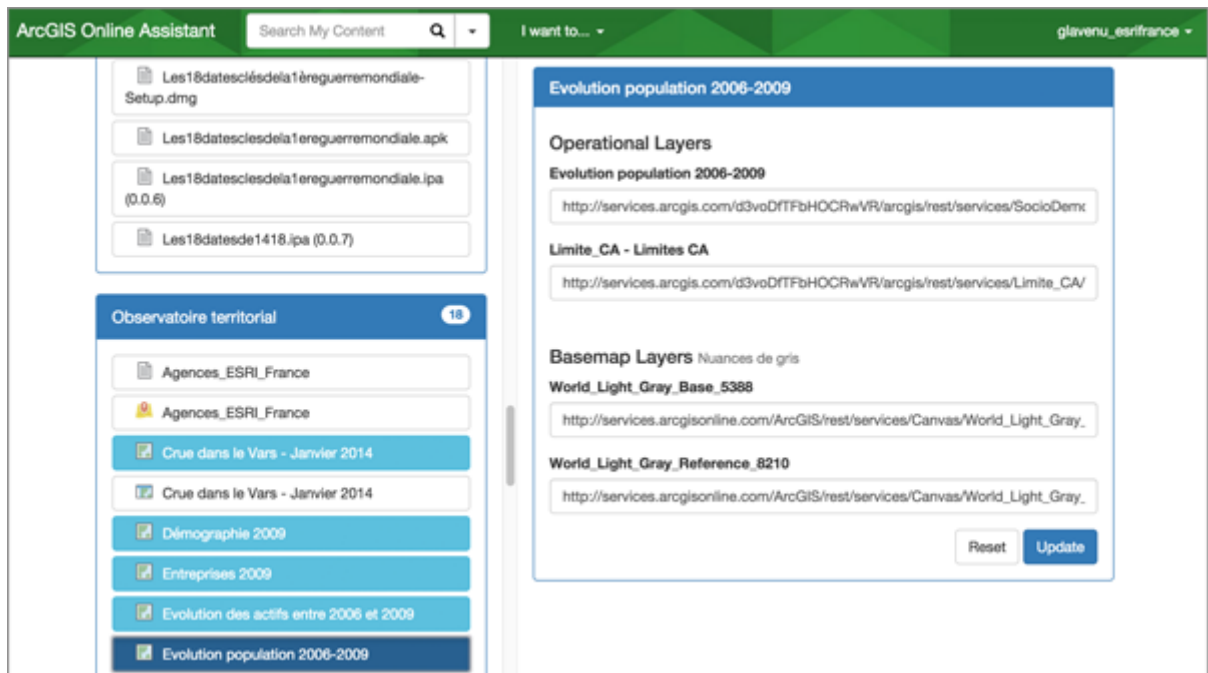 ArcGIS Online Assistant
Search My Content
I want to...
glavenu_esrifrance
Les18datesclésdela1èreguerremondiale-
Setup.dmg
Les18datesclesdela1ereguerremondiale.apk
Les18datesclesdela1ereguerremondiale.ipa
(0.0.6)
Les18datesde1418.ipa (0.0.7)
Observatoire territorial
18
Agences_ESRI_France
Agences_ESRI_France
Crue dans le Vars - Janvier 2014
Crue dans le Vars - Janvier 2014
Démographie 2009
Entreprises 2009
Evolution des actifs entre 2006 et 2009
Evolution population 2006-2009
Evolution population 2006-2009
Operational Layers
Evolution population 2006-2009
http://services.arcgis.com/d3voDfTFbHOCRwVR/arcgis/rest/services/SocioDemc
Limite_CA - Limites CA
http://services.arcgis.com/d3voDfTFbHOCRwVR/arcgis/rest/services/Limite_CA/
Basemap Layers Nuances de gris
World_Light_Gray_Base_5388
http://services.arcgisonline.com/ArcGIS/rest/services/Canvas/World_Light_Gray_
World_Light_Gray_Reference_8210
http://services.arcgisonline.com/ArcGIS/rest/services/Canvas/World_Light_Gray_
Reset
Update